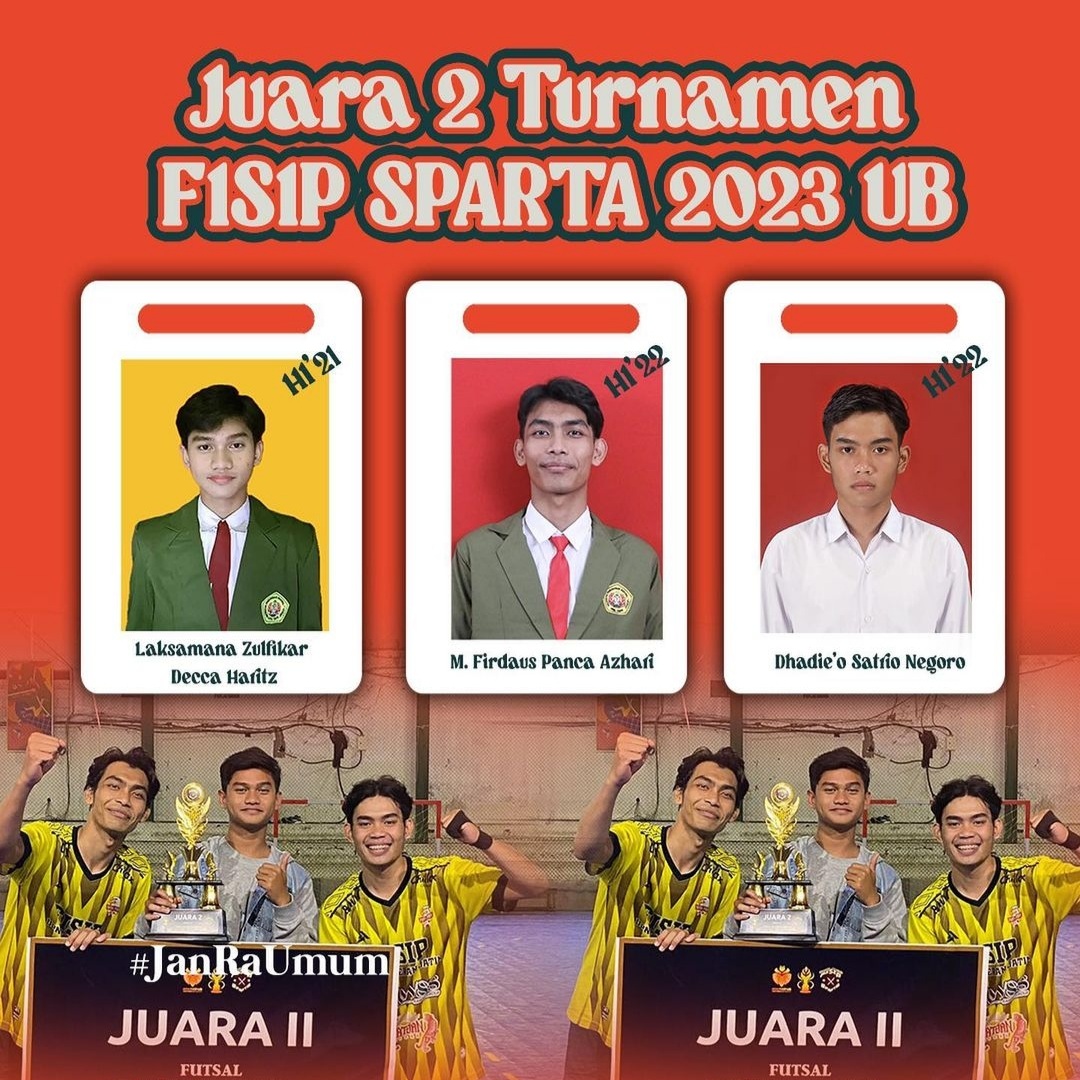 Juara 2 Turnamen
FISIP SPARTA 2023 UB
HI'21
HI'22
HI'22
Laksamana Zulfikar
Decca Haritz
M. Firdaus Panca Azhari
Dhadie'o Satrio Negoro
JUARA 2
JUARA 2
#JanRaUmum
JUARA II
FUTSAL
JUARA II
FUTSAL